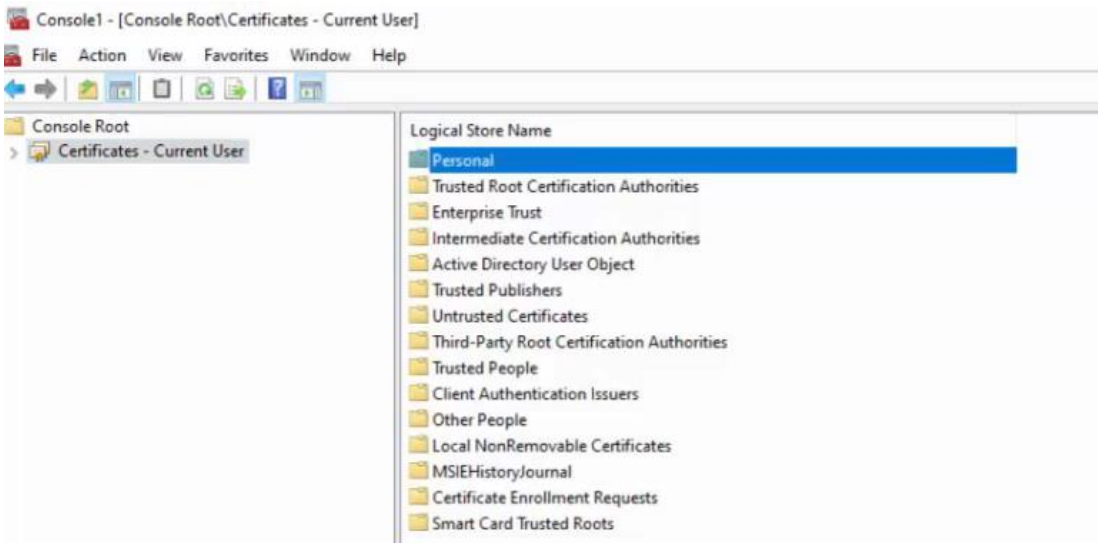 Console1 - [Console Root\Certificates - Current User]
File Action View Favorites Window Help
Console Root
Certificates - Current User
Logical Store Name
Personal
Trusted Root Certification Authorities
Enterprise Trust
Intermediate Certification Authorities
Active Directory User Object
Trusted Publishers
Untrusted Certificates
Third-Party Root Certification Authorities
Trusted People
Client Authentication Issuers
Other People
Local NonRemovable Certificates
MSIEHistoryJournal
Certificate Enrollment Requests
Smart Card Trusted Roots